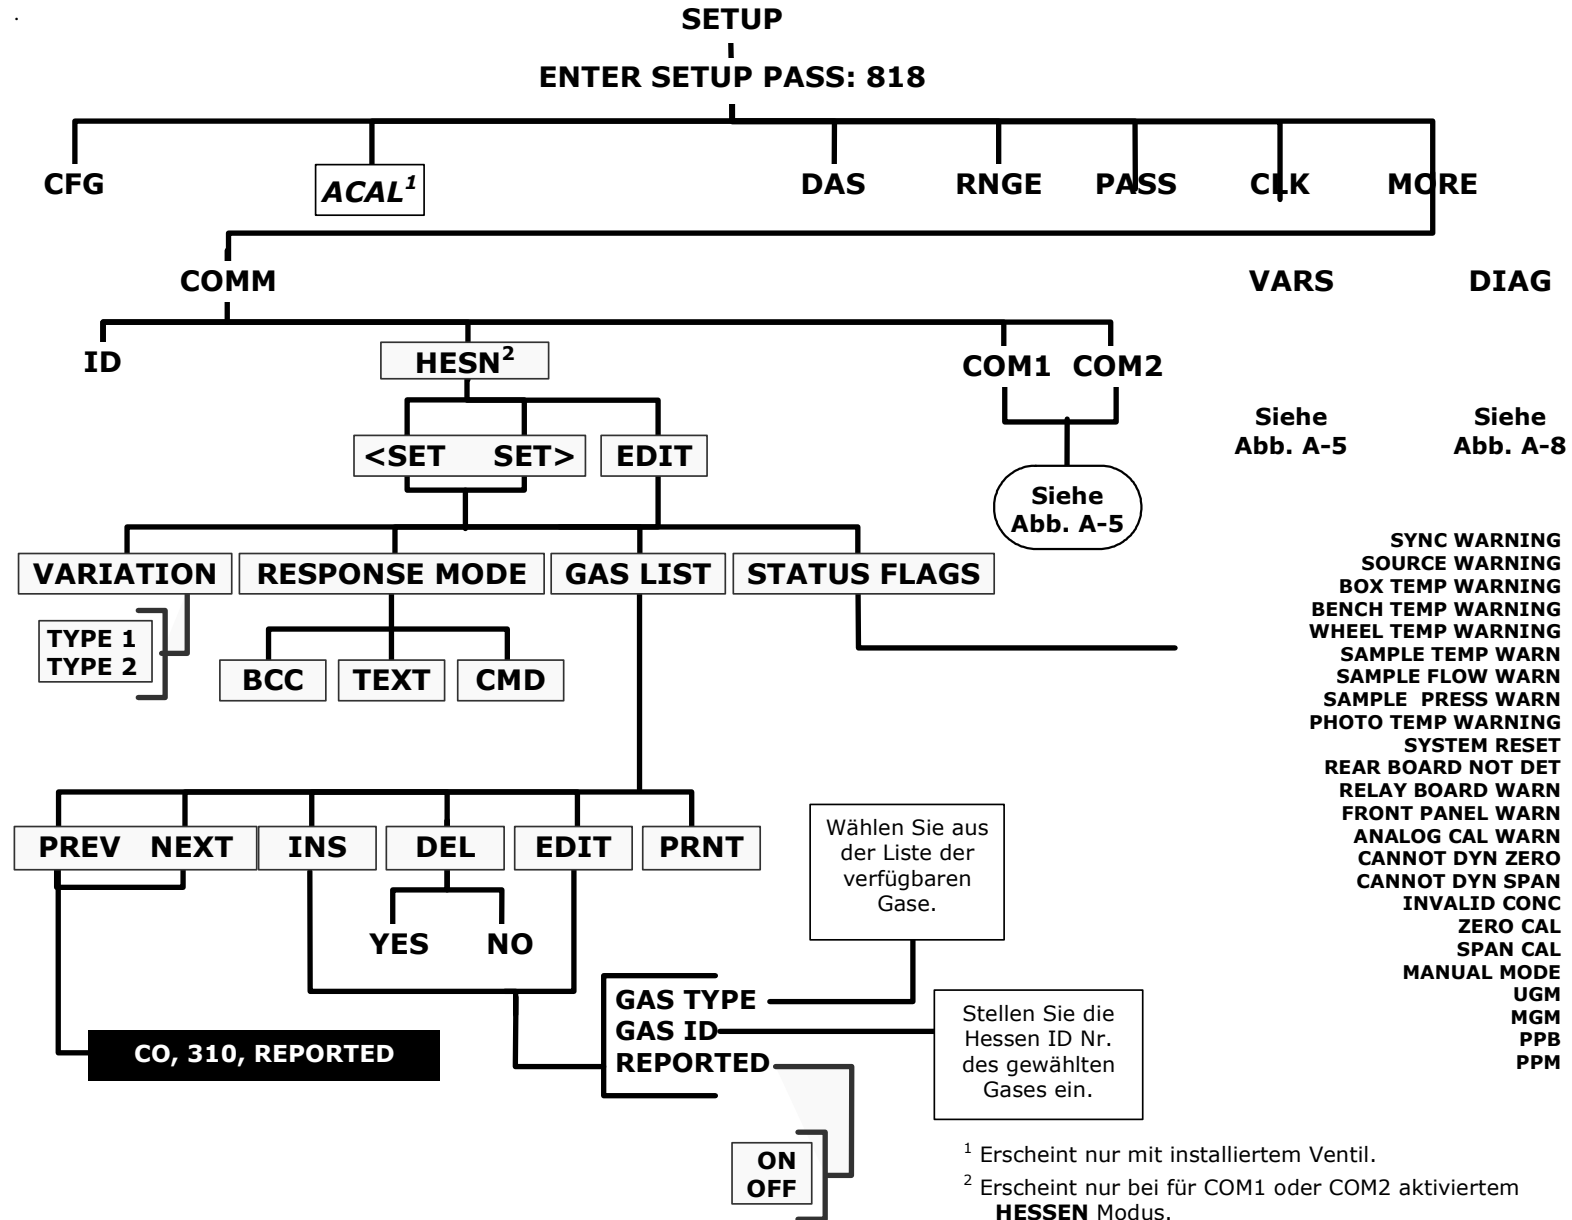 SETUP
ENTER SETUP PASS: 818
CFG ACAL¹ DAS RNGE PASS CLK MORE
COMM VARS DIAG
ID HESN² COM1 COM2
<SET SET> EDIT
Siehe
Abb. A-5
Siehe
Abb. A-8
Siehe
Abb. A-5
VARIATION RESPONSE MODE GAS LIST STATUS FLAGS
TYPE 1
TYPE 2
BCC TEXT CMD
SYNC WARNING
SOURCE WARNING
BOX TEMP WARNING
BENCH TEMP WARNING
WHEEL TEMP WARNING
SAMPLE TEMP WARN
SAMPLE FLOW WARN
SAMPLE PRESS WARN
PHOTO TEMP WARNING
SYSTEM RESET
REAR BOARD NOT DET
RELAY BOARD WARN
FRONT PANEL WARN
ANALOG CAL WARN
CANNOT DYN ZERO
CANNOT DYN SPAN
INVALID CONC
ZERO CAL
SPAN CAL
MANUAL MODE
UGM
MGM
PPB
PPM
PREV NEXT INS DEL EDIT PRNT
YES NO
Wählen Sie aus
der Liste der
verfügbaren
Gase.
GAS TYPE
GAS ID
REPORTED
Stellen Sie die
Hessen ID Nr.
des gewählten
Gases ein.
CO, 310, REPORTED
ON
OFF
¹ Erscheint nur mit installiertem Ventil.
² Erscheint nur bei für COM1 oder COM2 aktiviertem
HESSEN Modus.